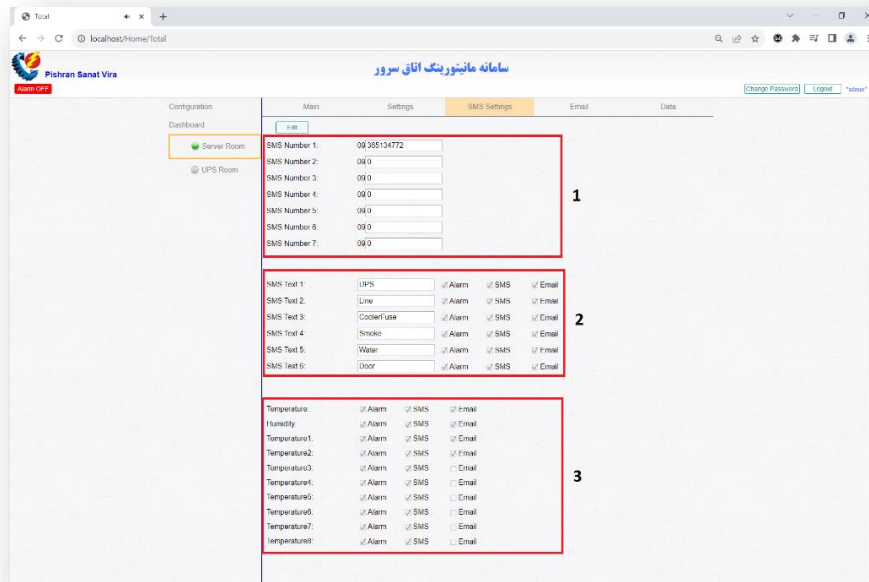 Total
localhost/Home/Total
Pishran Sanat Vira
سامانه مانیتورینگ اتاق سرور
Alarm OFF
Change Password Logout "admin"
Configuration Main Settings SMS Settings Email Data
Dashboard Edit
Server Room
UPS Room
SMS Number 1: 09 365134772
SMS Number 2: 09 0
SMS Number 3: 09 0
SMS Number 4: 09 0
SMS Number 5: 09 0
SMS Number 6: 09 0
SMS Number 7: 09 0
1
SMS Text 1: UPS Alarm SMS Email
SMS Text 2: Line Alarm SMS Email
SMS Text 3: CoolerFuse Alarm SMS Email
SMS Text 4: Smoke Alarm SMS Email
SMS Text 5: Water Alarm SMS Email
SMS Text 6: Door Alarm SMS Email
2
Temperature: Alarm SMS Email
Humidity Alarm SMS Email
Temperature1: Alarm SMS Email
Temperature2: Alarm SMS Email
Temperature3: Alarm SMS Email
Temperature4: Alarm SMS Email
Temperature5: Alarm SMS Email
Temperature6: Alarm SMS Email
Temperature7: Alarm SMS Email
Temperature8: Alarm SMS Email
3